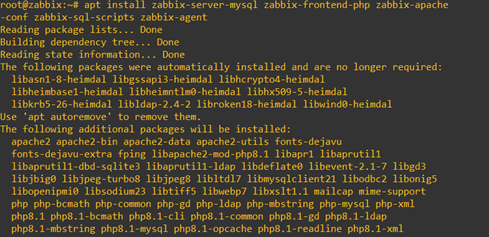 root@zabbix:~# apt install zabbix-server-mysql zabbix-frontend-php zabbix-apache
-conf zabbix-sql-scripts zabbix-agent
Reading package lists... Done
Building dependency tree... Done
Reading state information... Done
The following packages were automatically installed and are no longer required:
libasn1-8-heimdal libgssapi3-heimdal libhcrypto4-heimdal
libheimbase1-heimdal libheimntlm0-heimdal libhx509-5-heimdal
libkrb5-26-heimdal libldap-2.4-2 libroken18-heimdal libwind0-heimdal
Use 'apt autoremove' to remove them.
The following additional packages will be installed:
apache2 apache2-bin apache2-data apache2-utils fonts-dejavu
fonts-dejavu-extra fping libapache2-mod-php8.1 libapr1 libaprutil1
libaprutil1-dbd-sqlite3 libaprutil1-ldap libdeflate0 libevent-2.1-7 libgd3
libjbig0 libjpeg-turbo8 libjpeg8 libltdl7 libmysqlclient21 libodbc2 libonig5
libopenipmi0 libsodium23 libtiff5 libwebp7 libxslt1.1 mailcap mime-support
php php-bcmath php-common php-gd php-ldap php-mbstring php-mysql php-xml
php8.1 php8.1-bcmath php8.1-cli php8.1-common php8.1-gd php8.1-ldap
php8.1-mbstring php8.1-mysql php8.1-opcache php8.1-readline php8.1-xml